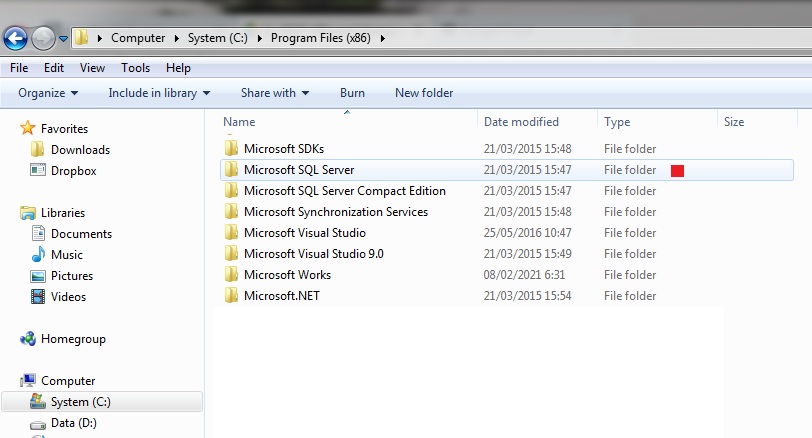 Computer System (C:) Program Files (x86)
File Edit View Tools Help
Organize Include in library Share with Burn New folder
Favorites
Downloads
Dropbox
Libraries
Documents
Music
Pictures
Videos
Homegroup
Computer
System (C:)
Data (D:)
Name Date modified Type Size
Microsoft SDKs 21/03/2015 15:48 File folder
Microsoft SQL Server 21/03/2015 15:47 File folder
Microsoft SQL Server Compact Edition 21/03/2015 15:47 File folder
Microsoft Synchronization Services 21/03/2015 15:48 File folder
Microsoft Visual Studio 25/05/2016 10:47 File folder
Microsoft Visual Studio 9.0 21/03/2015 15:49 File folder
Microsoft Works 08/02/2021 6:31 File folder
Microsoft.NET 21/03/2015 15:54 File folder